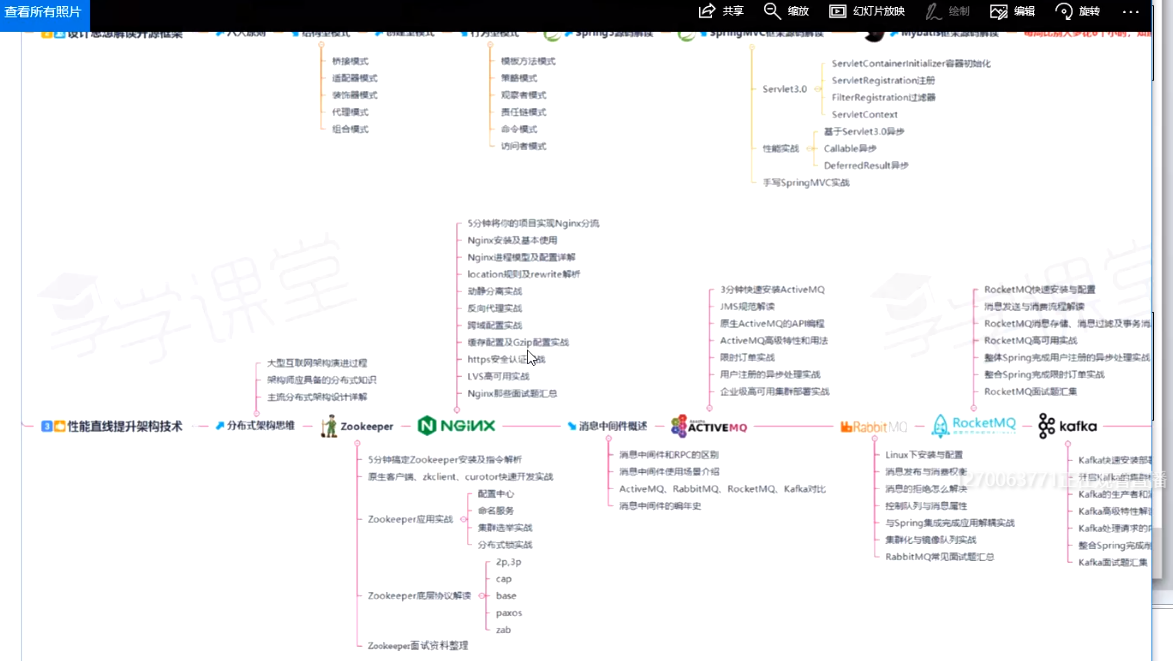 查看所有照片
共享
缩放
幻灯片放映
绘制
编辑
旋转
设计思想解读开源框架
六大原则
结构型模式
创建型模式
行为型模式
Spring5源码解读
SpringMVC框架源码解读
Mybatis框架源码解读
桥接模式
适配器模式
装饰器模式
代理模式
组合模式
模板方法模式
策略模式
观察者模式
责任链模式
命令模式
访问者模式
Servlet3.0
ServletContainerInitializer容器初始化
ServletRegistration注册
FilterRegistration过滤器
ServletContext
性能实战
基于Servlet3.0异步
Callable异步
DeferredResult异步
手写SpringMVC实战
享学课堂
享学课堂
3
性能直线提升架构技术
分布式架构思维
大型互联网架构演进过程
架构师应具备的分布式知识
主流分布式架构设计详解
Zookeeper
5分钟搞定Zookeeper安装及指令解析
原生客户端、zkclient、curotor快速开发实战
Zookeeper应用实战
配置中心
命名服务
集群选举实战
分布式锁实战
Zookeeper底层协议解读
2p,3p
cap
base
paxos
zab
Zookeeper面试资料整理
NGINX
5分钟将你的项目实现Nginx分流
Nginx安装及基本使用
Nginx进程模型及配置详解
location规则及rewrite解析
动静分离实战
反向代理实战
跨域配置实战
缓存配置及Gzip配置实战
https安全认证实战
LVS高可用实战
Nginx那些面试题汇总
消息中间件概述
消息中间件和RPC的区别
消息中间件使用场景介绍
ActiveMQ、RabbitMQ、RocketMQ、Kafka对比
消息中间件的编年史
ACTIVEMQ
3分钟快速安装ActiveMQ
JMS规范解读
原生ActiveMQ的API编程
ActiveMQ高级特性和用法
限时订单实战
用户注册的异步处理实战
企业级高可用集群部署实战
RabbitMQ
Linux下安装与配置
消息发布与消费权衡
消息的拒绝怎么解决
控制队列与消息属性
与Spring集成完成应用解耦实战
集群化与镜像队列实战
RabbitMQ常见面试题汇总
RocketMQ
RocketMQ快速安装与配置
消息发送与消费流程解读
RocketMQ消息存储、消息过滤及事务消
RocketMQ高可用实战
整体Spring完成用户注册的异步处理实战
整合Spring完成限时订单实战
RocketMQ面试题汇集
kafka
Kafka快速安装部
Kafka的生产者和
Kafka高级特性解
Kafka处理请求的
整合Spring完成
Kafka面试题汇集